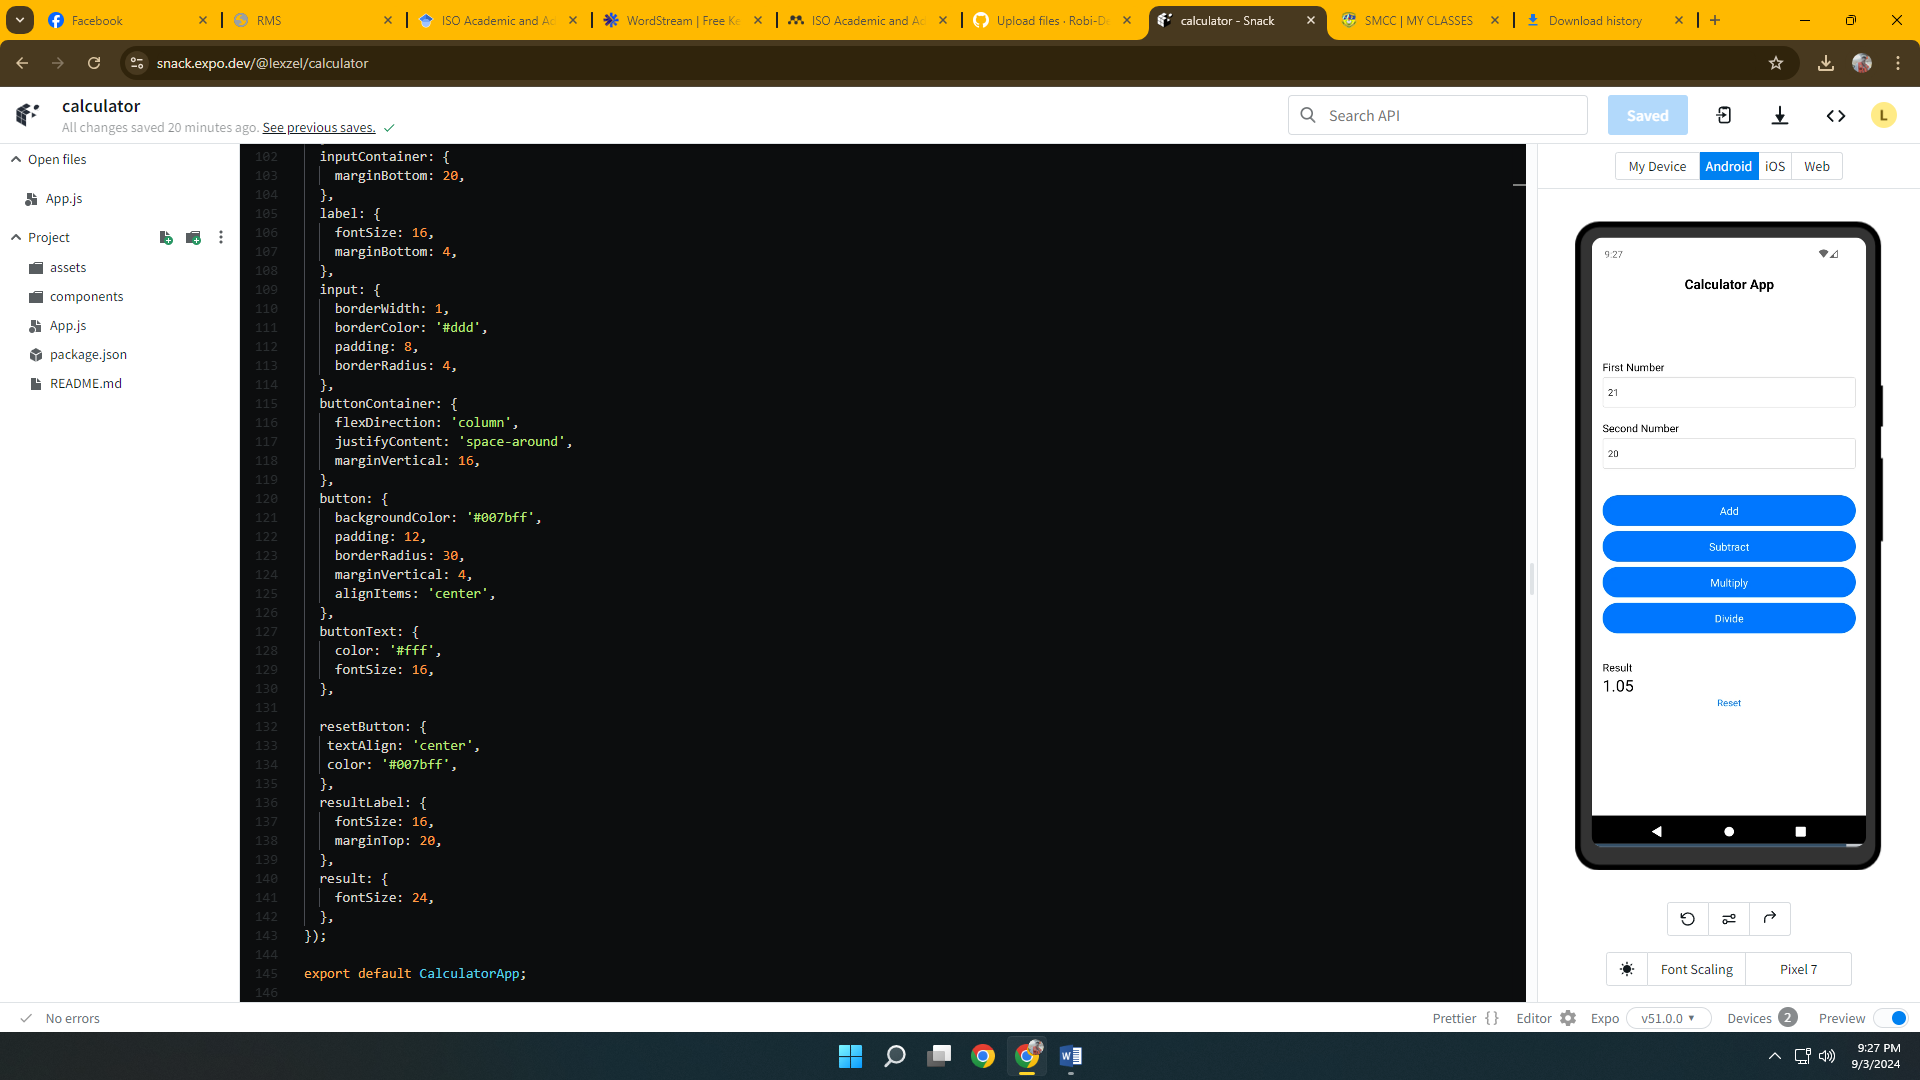 Facebook
RMS
ISO Academic and Ac
WordStream | Free Ke
ISO Academic and Ad
Upload files · Robi-De
calculator - Snack
SMCC | MY CLASSES
Download history
snack.expo.dev/@lexzel/calculator
calculator
All changes saved 20 minutes ago. See previous saves.
Search API
Saved
L
Open files
App.js
Project
assets
components
App.js
package.json
README.md
102 inputContainer: {
103 marginBottom: 20,
104 },
105 label: {
106 fontSize: 16,
107 marginBottom: 4,
108 },
109 input: {
110 borderWidth: 1,
111 borderColor: '#ddd',
112 padding: 8,
113 borderRadius: 4,
114 },
115 buttonContainer: {
116 flexDirection: 'column',
117 justifyContent: 'space-around',
118 marginVertical: 16,
119 },
120 button: {
121 backgroundColor: '#007bff',
122 padding: 12,
123 borderRadius: 30,
124 marginVertical: 4,
125 alignItems: 'center',
126 },
127 buttonText: {
128 color: '#fff',
129 fontSize: 16,
130 },
131
132 resetButton: {
133 textAlign: 'center',
134 color: '#007bff',
135 },
136 resultLabel: {
137 fontSize: 16,
138 marginTop: 20,
139 },
140 result: {
141 fontSize: 24,
142 },
143 });
144
145 export default CalculatorApp;
146
My Device Android iOS Web
9:27
Calculator App
First Number
21
Second Number
20
Add
Subtract
Multiply
Divide
Result
1.05
Reset
Font Scaling Pixel 7
No errors
Prettier {} Editor Expo v51.0.0 Devices 2 Preview
9:27 PM
9/3/2024